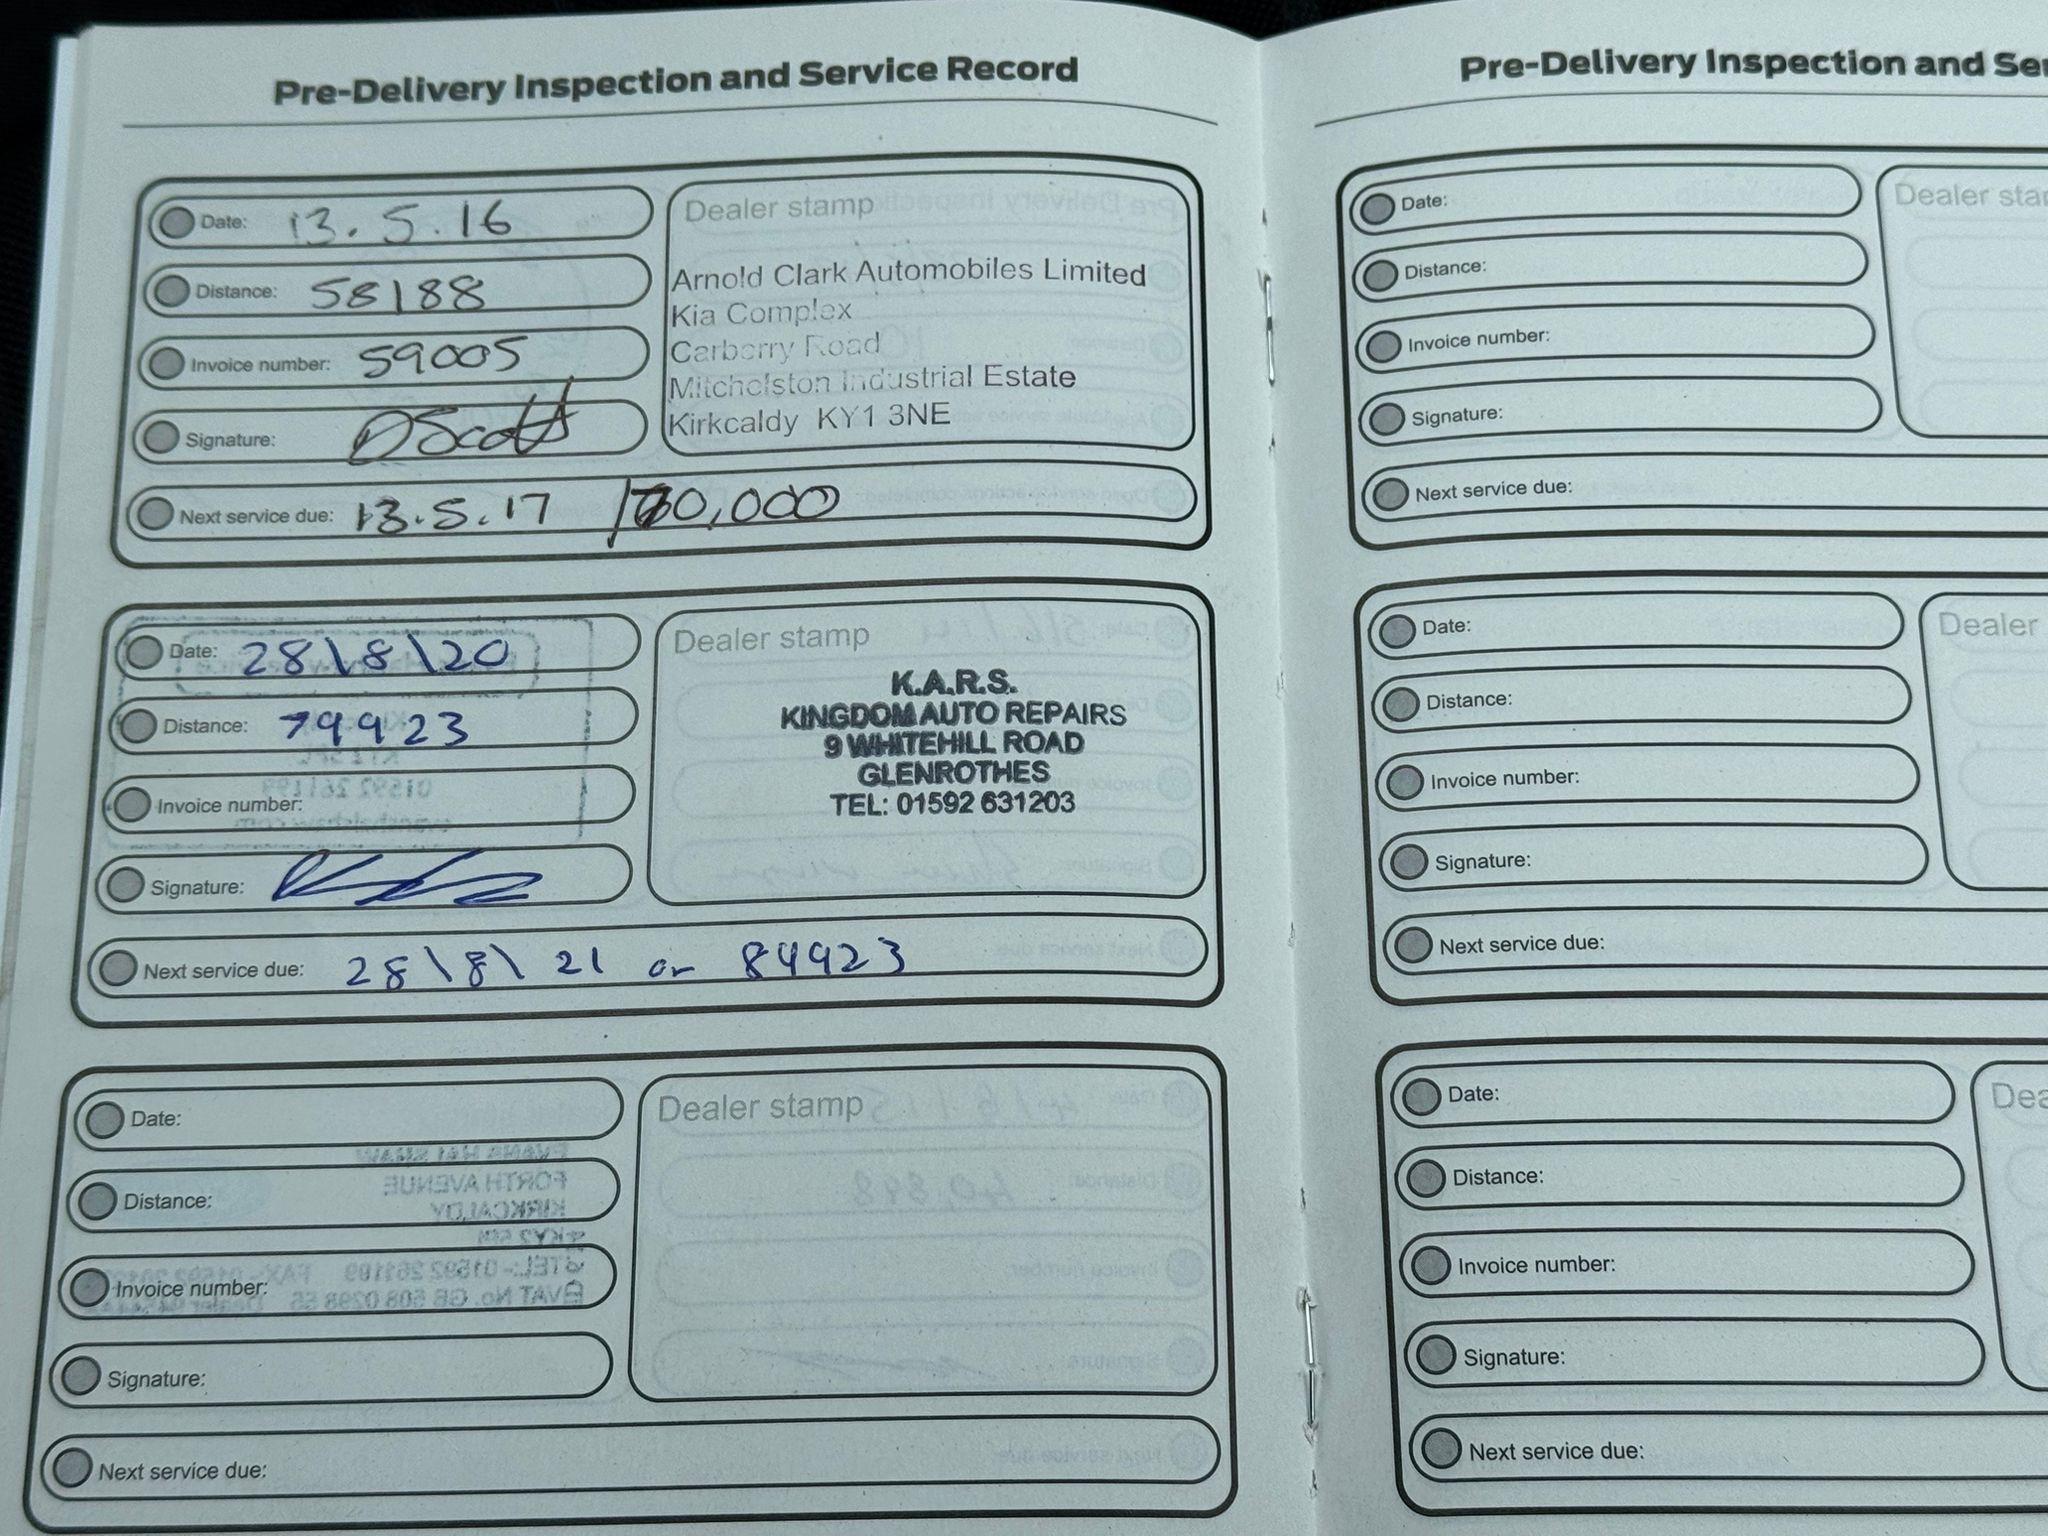 Pre-Delivery Inspection and Service Record
Date: 13.5.16
Distance: 58188
Invoice number: 59005
Signature: D Scott
Dealer stamp
Arnold Clark Automobiles Limited
Kia Complex
Carberry Road
Mitchelston Industrial Estate
Kirkcaldy KY1 3NE
Next service due: 13.5.17 / 70,000
Date: 28\8\20
Distance: 79923
Invoice number:
Signature:
Dealer stamp
K.A.R.S.
KINGDOM AUTO REPAIRS
9 WHITEHILL ROAD
GLENROTHES
TEL: 01592 631203
Next service due: 28\8\21 or 84923
Date:
Distance:
Invoice number:
Signature:
Dealer stamp
Next service due:
Pre-Delivery Inspection and
Date:
Distance:
Invoice number:
Signature:
Dealer
Next service due:
Date:
Distance:
Invoice number:
Signature:
Dealer
Next service due:
Date:
Distance:
Invoice number:
Signature:
Next service due: